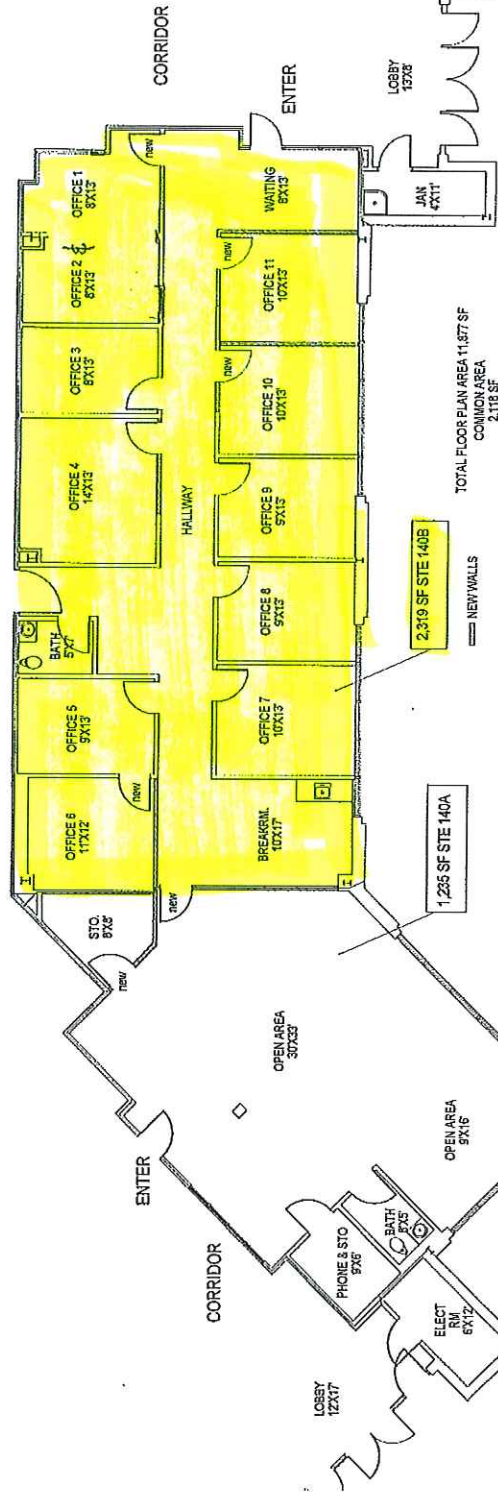 CORRIDOR
ENTER
LOBBY
13'X8'
JAN
4'X11'
OFFICE 1
8'X13'
new
OFFICE 2
8'X13'
OFFICE 3
8'X13'
OFFICE 4
14'X13'
BATH
5'X7'
OFFICE 5
9'X13'
new
OFFICE 6
11'X12'
HALLWAY
WAITING
8'X13'
new
OFFICE 11
10'X13'
new
OFFICE 10
10'X13'
OFFICE 9
9'X13'
OFFICE 8
9'X13'
OFFICE 7
10'X13'
BREAKRM.
10'X17'
STO.
8'X8'
new
new
OPEN AREA
30'X33'
OPEN AREA
9'X16'
ENTER
CORRIDOR
PHONE & STO
9'X6'
BATH
8'X5'
ELECT
RM
6'X12'
LOBBY
12'X17'
1,235 SF STE 140A
2,319 SF STE 140B
NEW WALLS
TOTAL FLOOR PLAN AREA 11,877 SF
COMMON AREA
2,118 SF